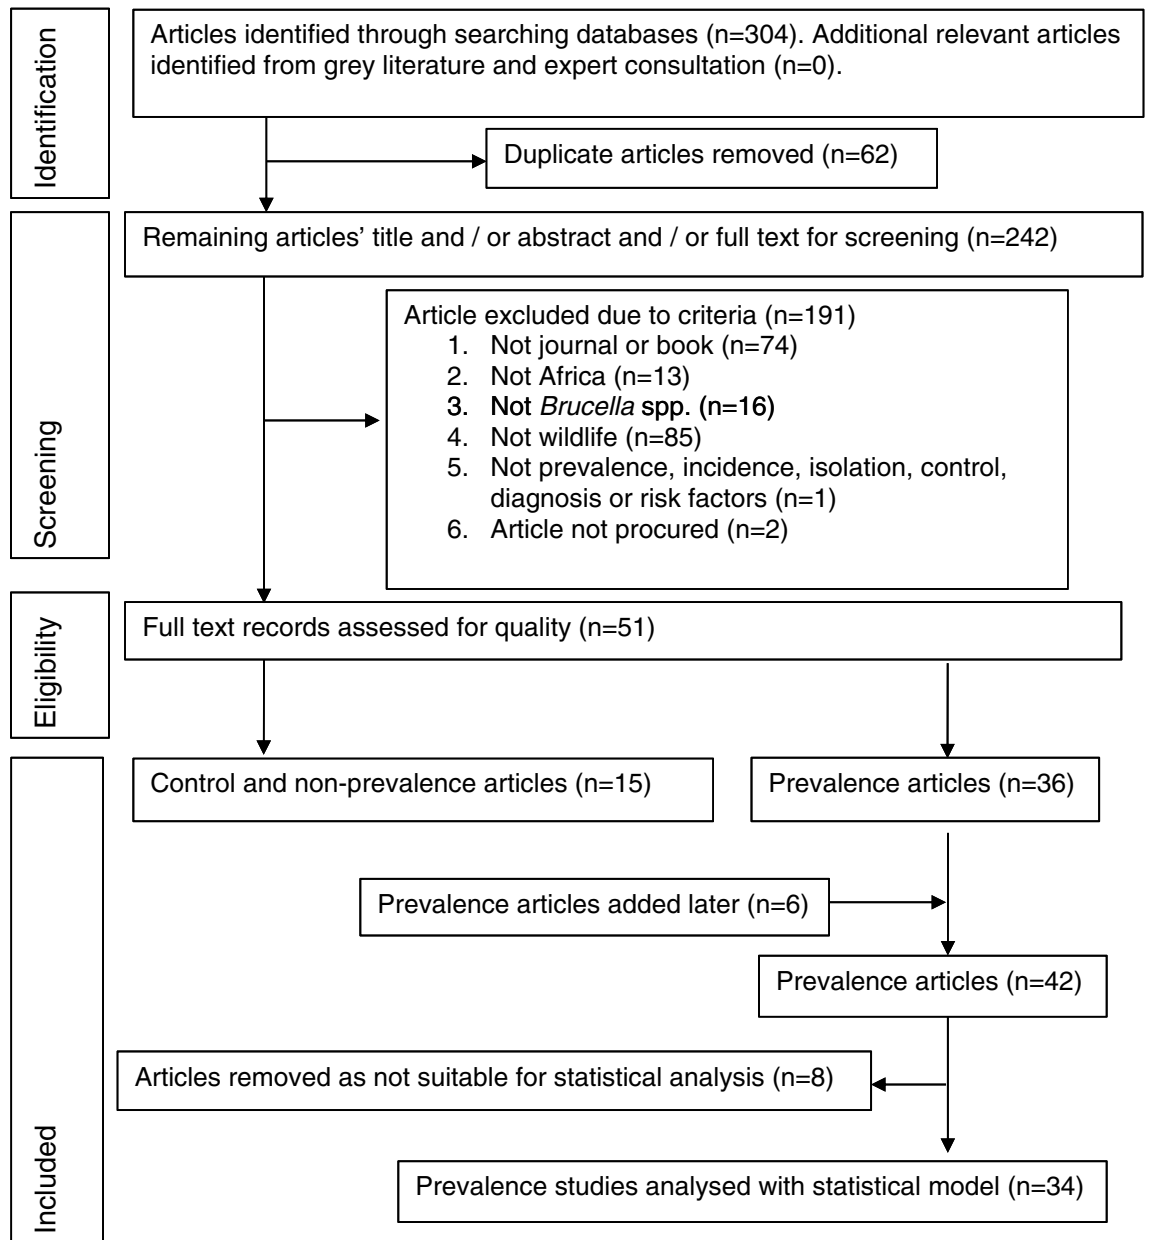 Identification
Articles identified through searching databases (n=304). Additional relevant articles
identified from grey literature and expert consultation (n=0).
Duplicate articles removed (n=62)
Screening
Remaining articles' title and / or abstract and / or full text for screening (n=242)
Article excluded due to criteria (n=191)
1. Not journal or book (n=74)
2. Not Africa (n=13)
3. Not Brucella spp. (n=16)
4. Not wildlife (n=85)
5. Not prevalence, incidence, isolation, control,
diagnosis or risk factors (n=1)
6. Article not procured (n=2)
Eligibility
Full text records assessed for quality (n=51)
Included
Control and non-prevalence articles (n=15)
Prevalence articles (n=36)
Prevalence articles added later (n=6)
Prevalence articles (n=42)
Articles removed as not suitable for statistical analysis (n=8)
Prevalence studies analysed with statistical model (n=34)